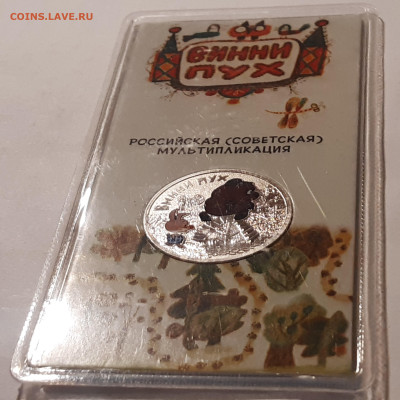 COINS.LAVE.RU
ВИННИ
ПУХ
РОССИЙСКАЯ (СОВЕТСКАЯ)
МУЛЬТИПЛИКАЦИЯ
ВИННИ ПУХ